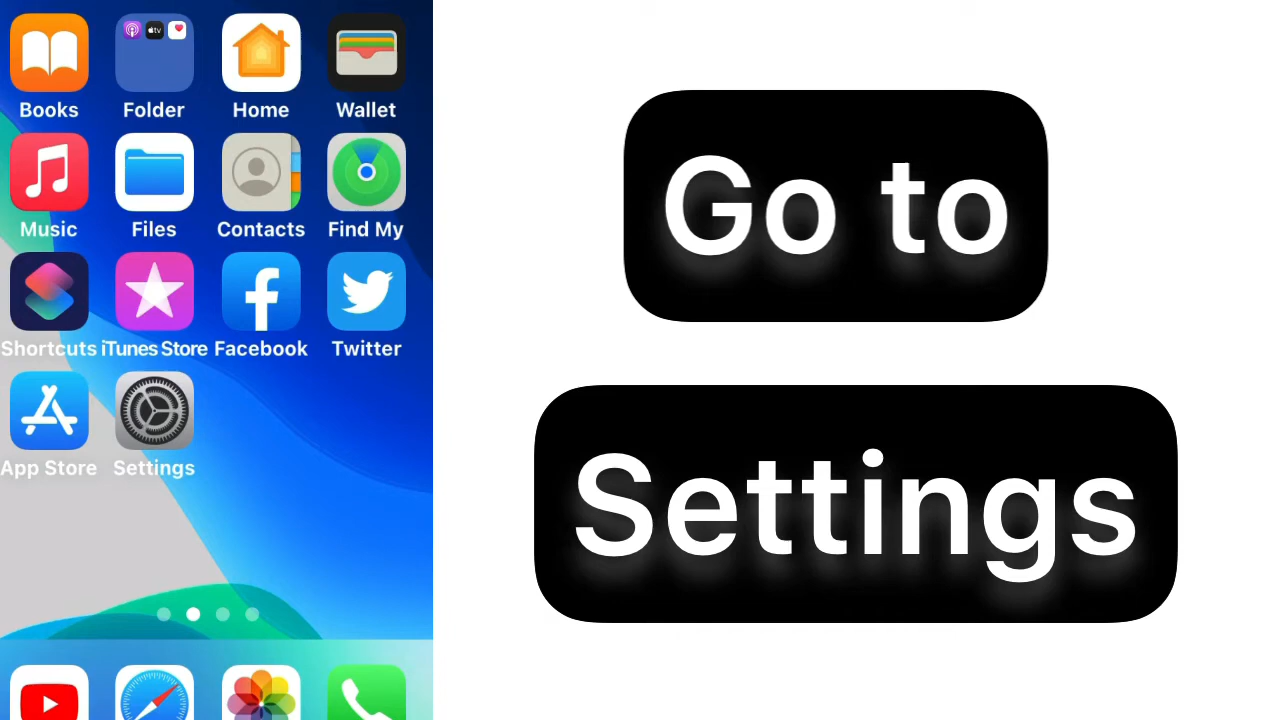 Books Folder Home Wallet
Music Files Contacts Find My
Shortcuts iTunes Store Facebook Twitter
App Store Settings
Go to
Settings